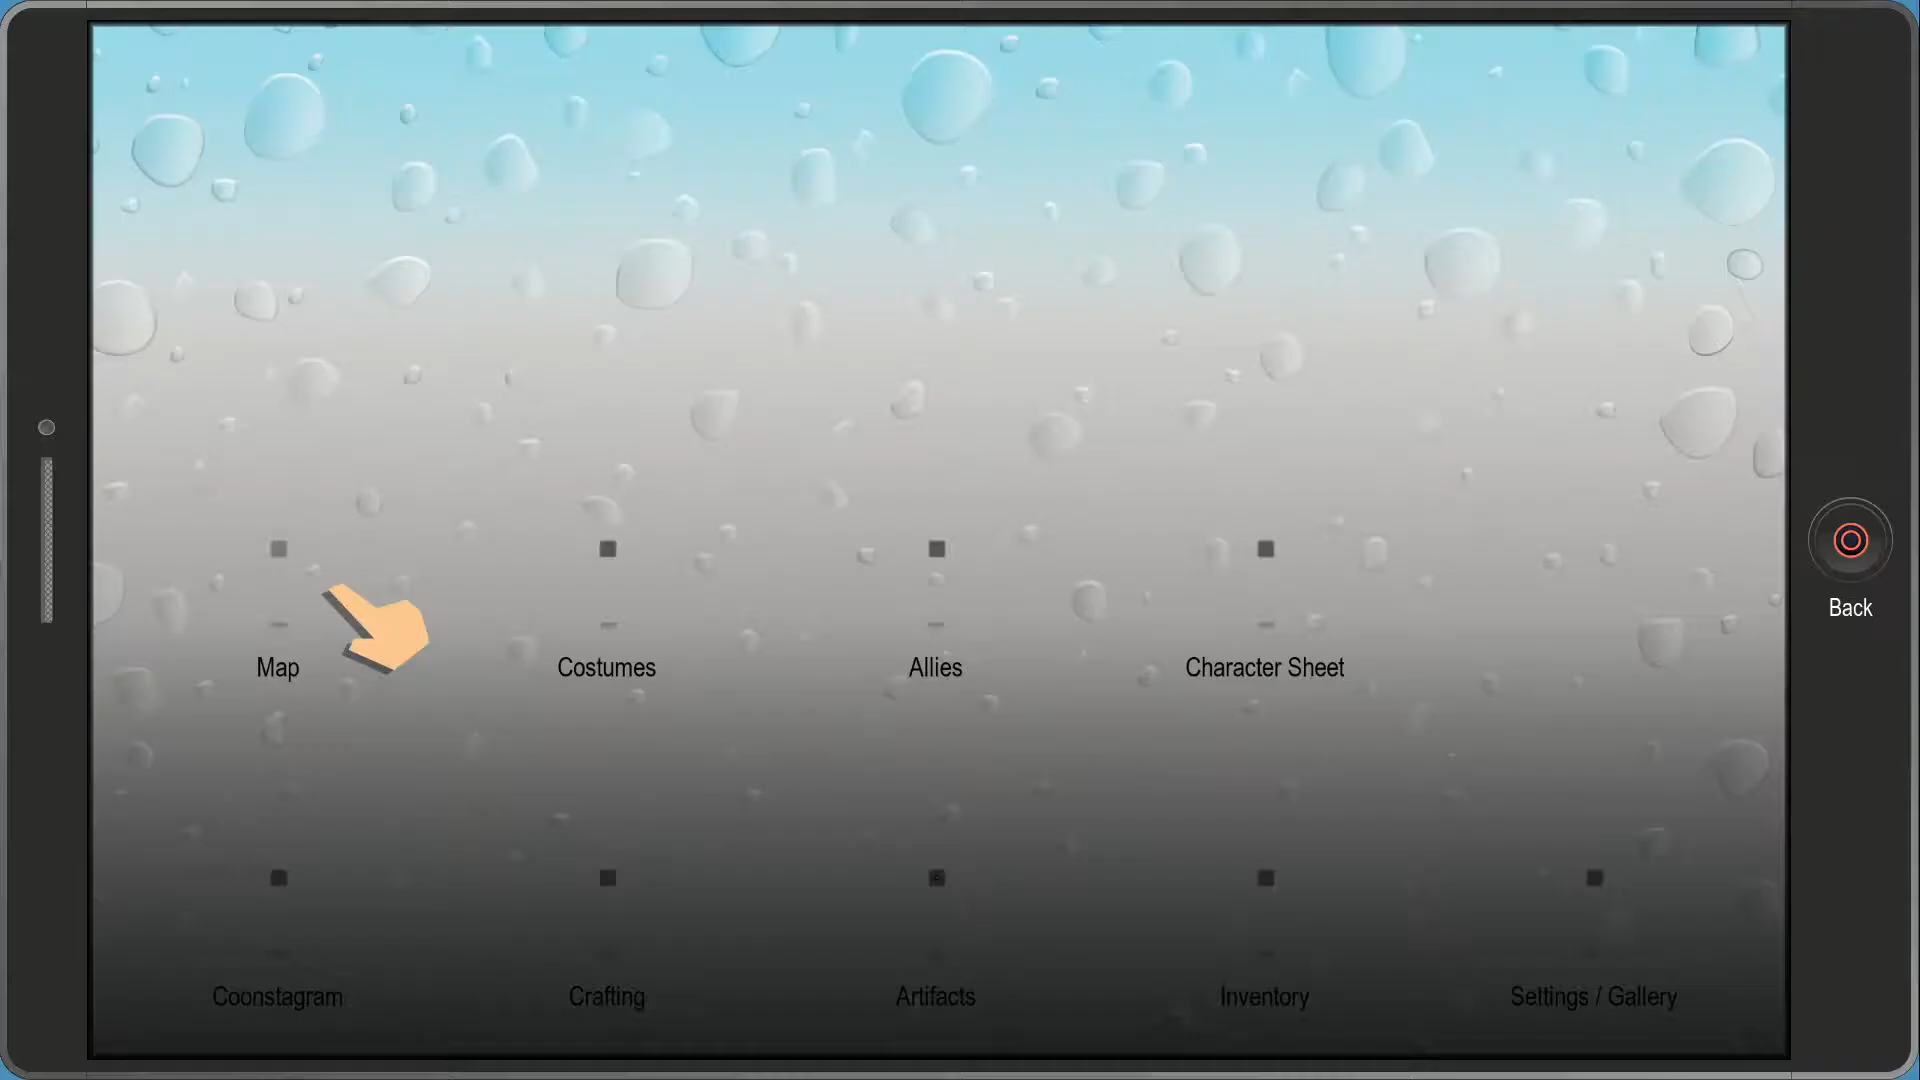 Back
Map
Costumes
Allies
Character Sheet
Coonstagram
Crafting
Artifacts
Inventory
Settings / Gallery